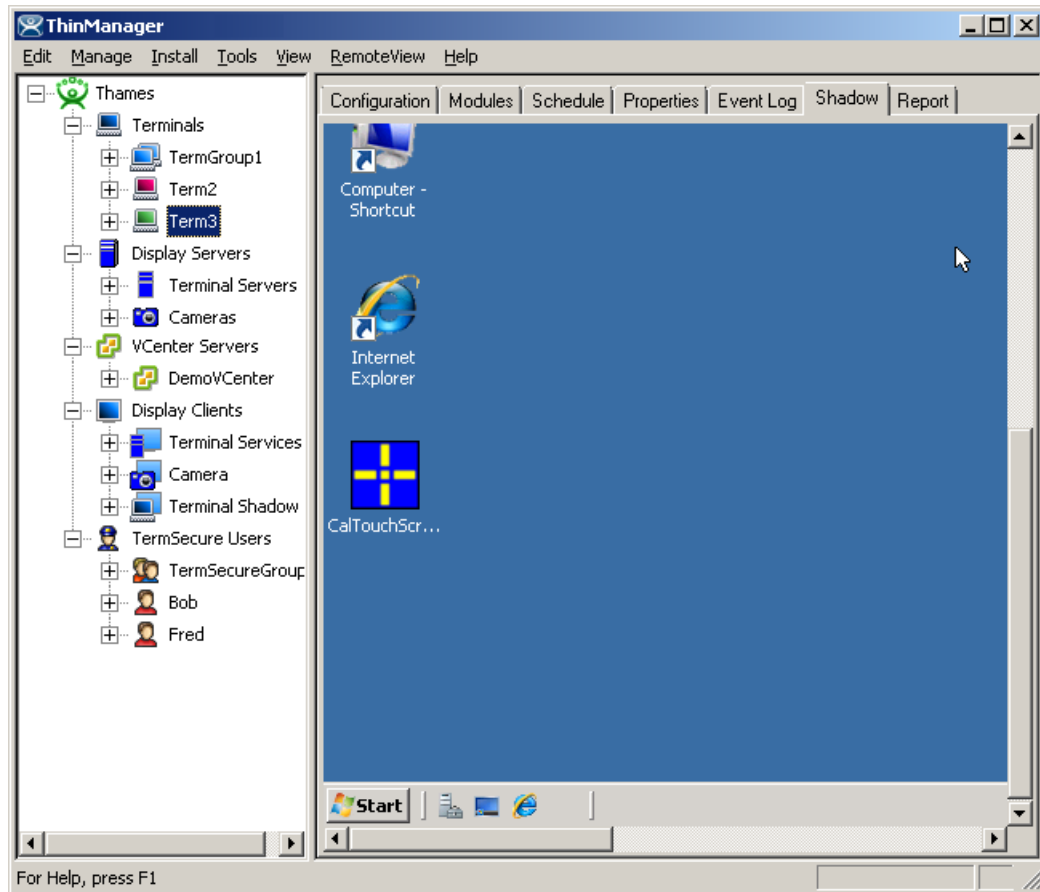 ThinManager
Edit Manage Install Tools View RemoteView Help
Thames
Terminals
TermGroup1
Term2
Term3
Display Servers
Terminal Servers
Cameras
VCenter Servers
DemoVCenter
Display Clients
Terminal Services
Camera
Terminal Shadow
TermSecure Users
TermSecureGroup
Bob
Fred
Configuration Modules Schedule Properties Event Log Shadow Report
Computer -
Shortcut
Internet
Explorer
CalTouchScr...
Start
For Help, press F1